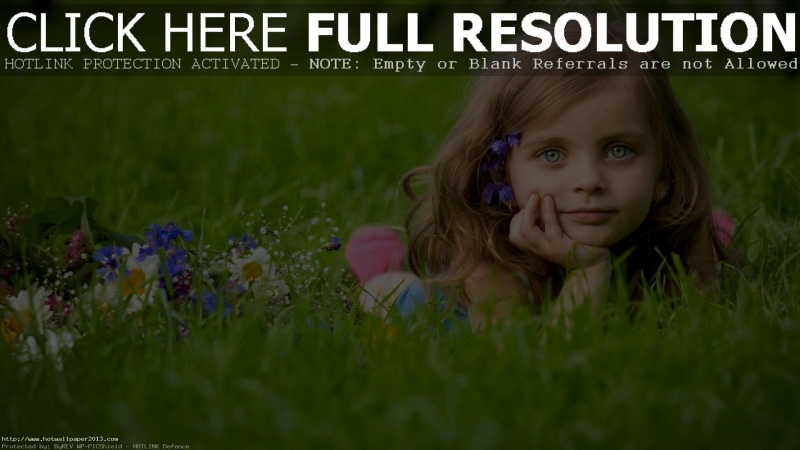 CLICK HERE FULL RESOLUTION
HOTLINK PROTECTION ACTIVATED – NOTE: Empty or Blank Referrals are not Allowed
http://www.hotwallpaper2013.com
Protected by: ByREV WP-PICShield – HOTLINK Defence